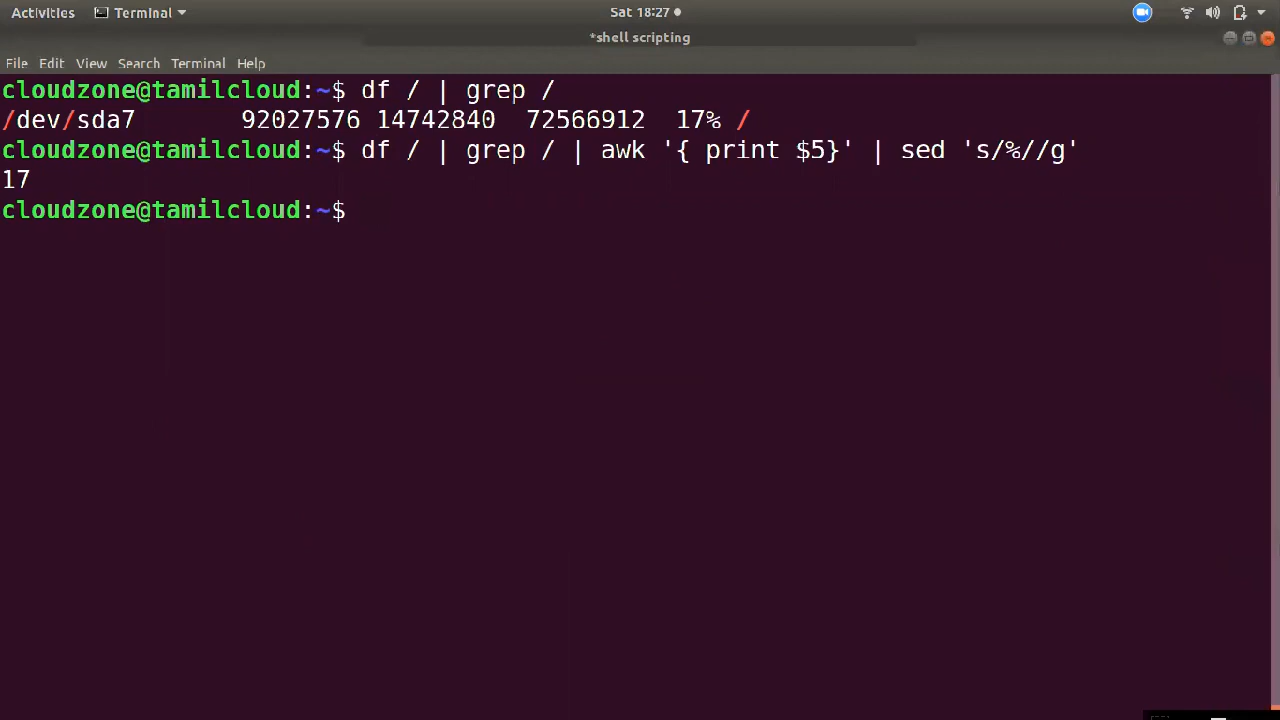 Activities Terminal Sat 18:27
*shell scripting
File Edit View Search Terminal Help
cloudzone@tamilcloud:~$ df / | grep /
/dev/sda7 92027576 14742840 72566912 17% /
cloudzone@tamilcloud:~$ df / | grep / | awk '{ print $5}' | sed 's/%//g'
17
cloudzone@tamilcloud:~$